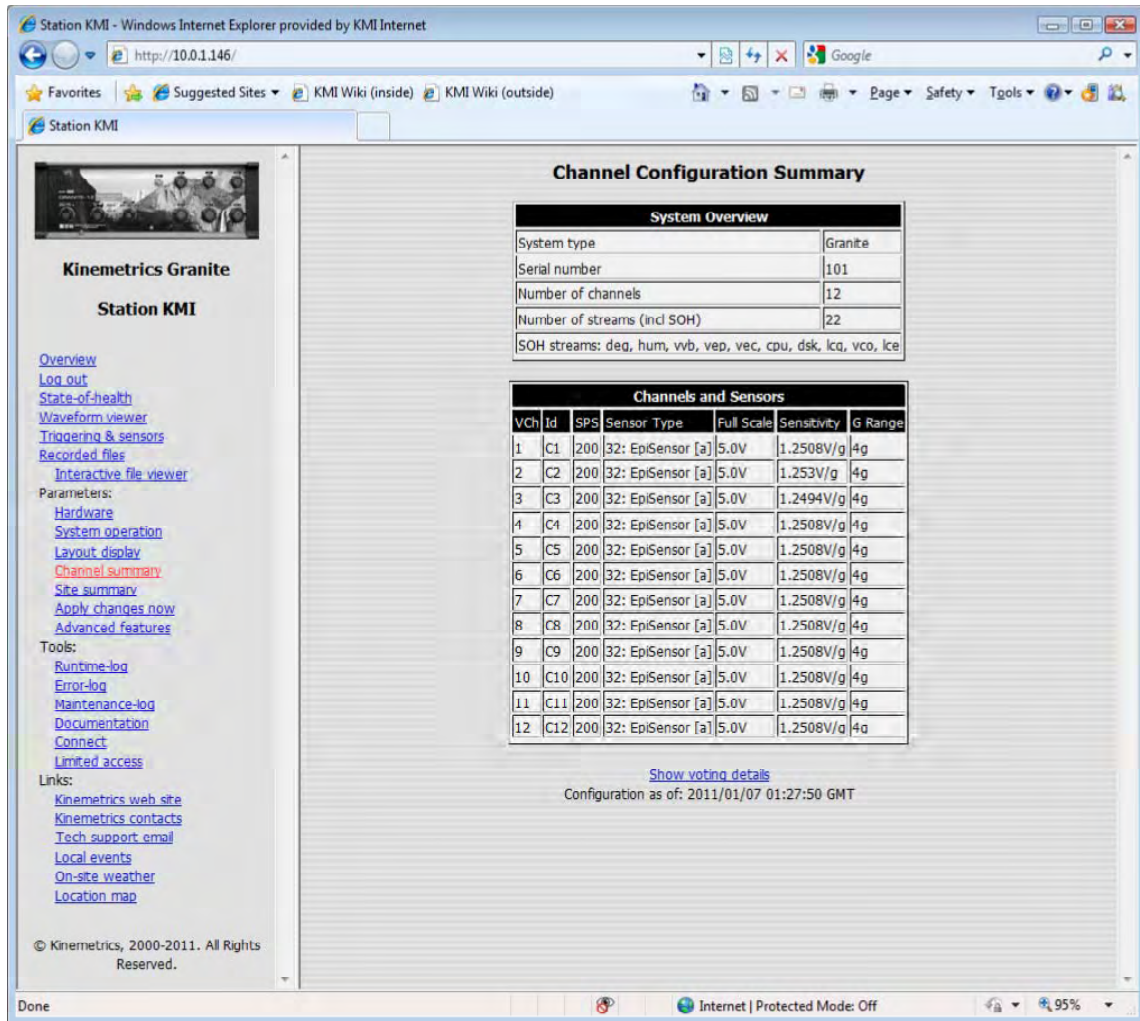 Station KMI - Windows Internet Explorer provided by KMI Internet
http://10.0.1.146/
Google
Favorites Suggested Sites KMI Wiki (inside) KMI Wiki (outside) Page Safety Tools
Station KMI
Kinemetrics Granite
Station KMI
Overview
Log out
State-of-health
Waveform viewer
Triggering & sensors
Recorded files
Interactive file viewer
Parameters:
Hardware
System operation
Layout display
Channel summary
Site summary
Apply changes now
Advanced features
Tools:
Runtime-log
Error-log
Maintenance-log
Documentation
Connect
Limited access
Links:
Kinemetrics web site
Kinemetrics contacts
Tech support email
Local events
On-site weather
Location map
© Kinemetrics, 2000-2011. All Rights
Reserved.
Channel Configuration Summary
System Overview
System type Granite
Serial number 101
Number of channels 12
Number of streams (incl SOH) 22
SOH streams: deg, hum, vvb, vep, vec, cpu, dsk, lcq, vco, lce
Channels and Sensors
VCh Id SPS Sensor Type Full Scale Sensitivity G Range
1 C1 200 32: EpiSensor [a] 5.0V 1.2508V/g 4g
2 C2 200 32: EpiSensor [a] 5.0V 1.253V/g 4g
3 C3 200 32: EpiSensor [a] 5.0V 1.2494V/g 4g
4 C4 200 32: EpiSensor [a] 5.0V 1.2508V/g 4g
5 C5 200 32: EpiSensor [a] 5.0V 1.2508V/g 4g
6 C6 200 32: EpiSensor [a] 5.0V 1.2508V/g 4g
7 C7 200 32: EpiSensor [a] 5.0V 1.2508V/g 4g
8 C8 200 32: EpiSensor [a] 5.0V 1.2508V/g 4g
9 C9 200 32: EpiSensor [a] 5.0V 1.2508V/g 4g
10 C10 200 32: EpiSensor [a] 5.0V 1.2508V/g 4g
11 C11 200 32: EpiSensor [a] 5.0V 1.2508V/g 4g
12 C12 200 32: EpiSensor [a] 5.0V 1.2508V/g 4g
Show voting details
Configuration as of: 2011/01/07 01:27:50 GMT
Done Internet | Protected Mode: Off 95%